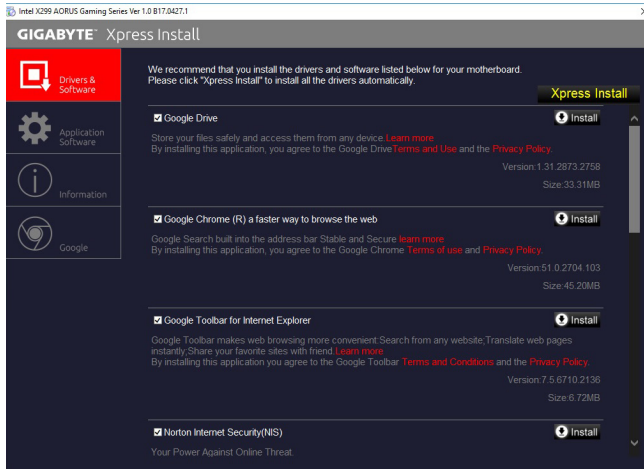 Intel X299 AORUS Gaming Series Ver 1.0 B17.0427.1
GIGABYTE™ Xpress Install
Drivers &
Software
Application
Software
Information
Google
We recommend that you install the drivers and software listed below for your motherboard.
Please click "Xpress Install" to install all the drivers automatically.
Xpress Install
Google Drive
Install
Store your files safely and access them from any device.Learn more
By installing this application, you agree to the Google DriveTerms and Use and the Privacy Policy.
Version:1.31.2873.2758
Size:33.31MB
Google Chrome (R) a faster way to browse the web
Install
Google Search built into the address bar Stable and Secure learn more
By installing this application, you agree to the Google Chrome Terms of use and Privacy Policy.
Version:51.0.2704.103
Size:45.20MB
Google Toolbar for Internet Explorer
Install
Google Toolbar makes web browsing more convenient:Search from any website;Translate web pages
instantly;Share your favorite sites with friend.Learn more
By installing this application you agree to the Google Toolbar Terms and Conditions and the Privacy Policy.
Version:7.5.6710.2136
Size:6.72MB
Norton Internet Security(NIS)
Install
Your Power Against Online Threat.